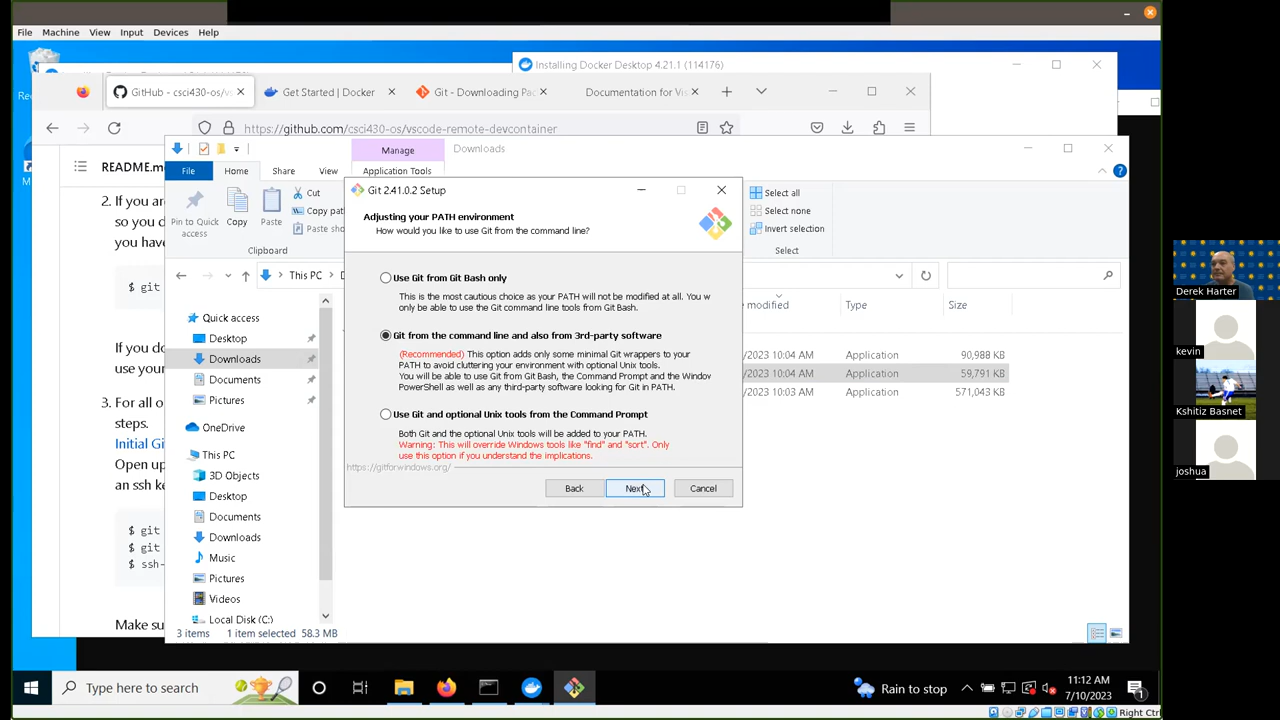 File Machine View Input Devices Help
Installing Docker Desktop 4.21.1 (114176)
GitHub - csci430-os/vs
Get Started | Docker
Git - Downloading Pac
Documentation for Vis
https://github.com/csci430-os/vscode-remote-devcontainer
README.m
2. If you are
so you d
you have
$ git
If you do
use your
3. For all o
steps.
Initial Gi
Open up
an ssh ke
$ git
$ git
$ ssh-
Make su
Manage
Downloads
File Home Share View Application Tools
Pin to Quick access
Copy
Paste
Cut
Copy pat
Paste sho
Clipboard
Select all
Select none
Invert selection
Select
This PC
Quick access
Desktop
Downloads
Documents
Pictures
OneDrive
This PC
3D Objects
Desktop
Documents
Downloads
Music
Pictures
Videos
Local Disk (C:)
3 items 1 item selected 58.3 MB
modified Type Size
/2023 10:04 AM Application 90,988 KB
/2023 10:04 AM Application 59,791 KB
/2023 10:03 AM Application 571,043 KB
Git 2.41.0.2 Setup
Adjusting your PATH environment
How would you like to use Git from the command line?
Use Git from Git Bash only
This is the most cautious choice as your PATH will not be modified at all. You w
only be able to use the Git command line tools from Git Bash.
Git from the command line and also from 3rd-party software
(Recommended) This option adds only some minimal Git wrappers to your
PATH to avoid cluttering your environment with optional Unix tools.
You will be able to use Git from Git Bash, the Command Prompt and the Window
PowerShell as well as any third-party software looking for Git in PATH.
Use Git and optional Unix tools from the Command Prompt
Both Git and the optional Unix tools will be added to your PATH.
Warning: This will override Windows tools like "find" and "sort". Only
use this option if you understand the implications.
https://gitforwindows.org/
Back Next Cancel
Type here to search
Rain to stop
11:12 AM
7/10/2023
1
Right Ctrl
Derek Harter
kevin
Kshitiz Basnet
joshua